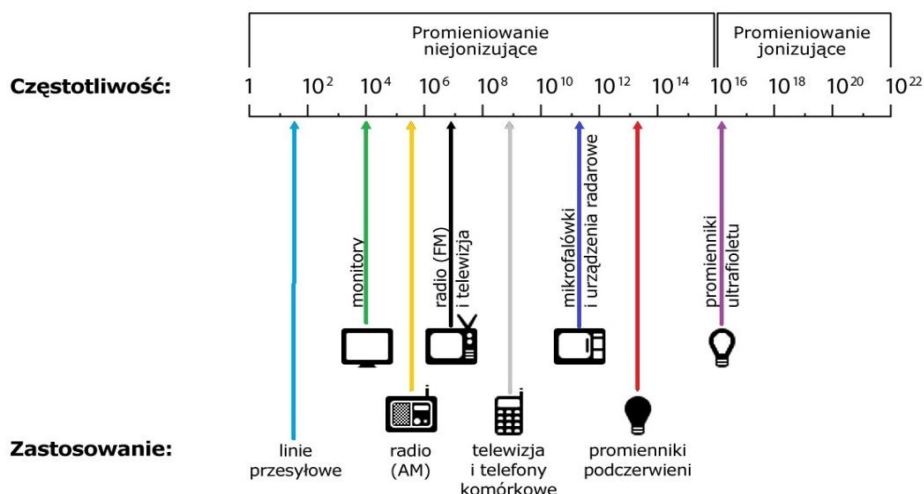 Promieniowanie
niejonizujące
Promieniowanie
jonizujące
Częstotliwość:
1 10² 10⁴ 10⁶ 10⁸ 10¹⁰ 10¹² 10¹⁴ 10¹⁶ 10¹⁸ 10²⁰ 10²²
monitory
radio (FM)
i telewizja
mikrofalówki
i urządzenia radarowe
promienniki
ultrafioletu
Zastosowanie:
linie
przesyłowe
radio
(AM)
telewizja
i telefony
komórkowe
promienniki
podczerwieni